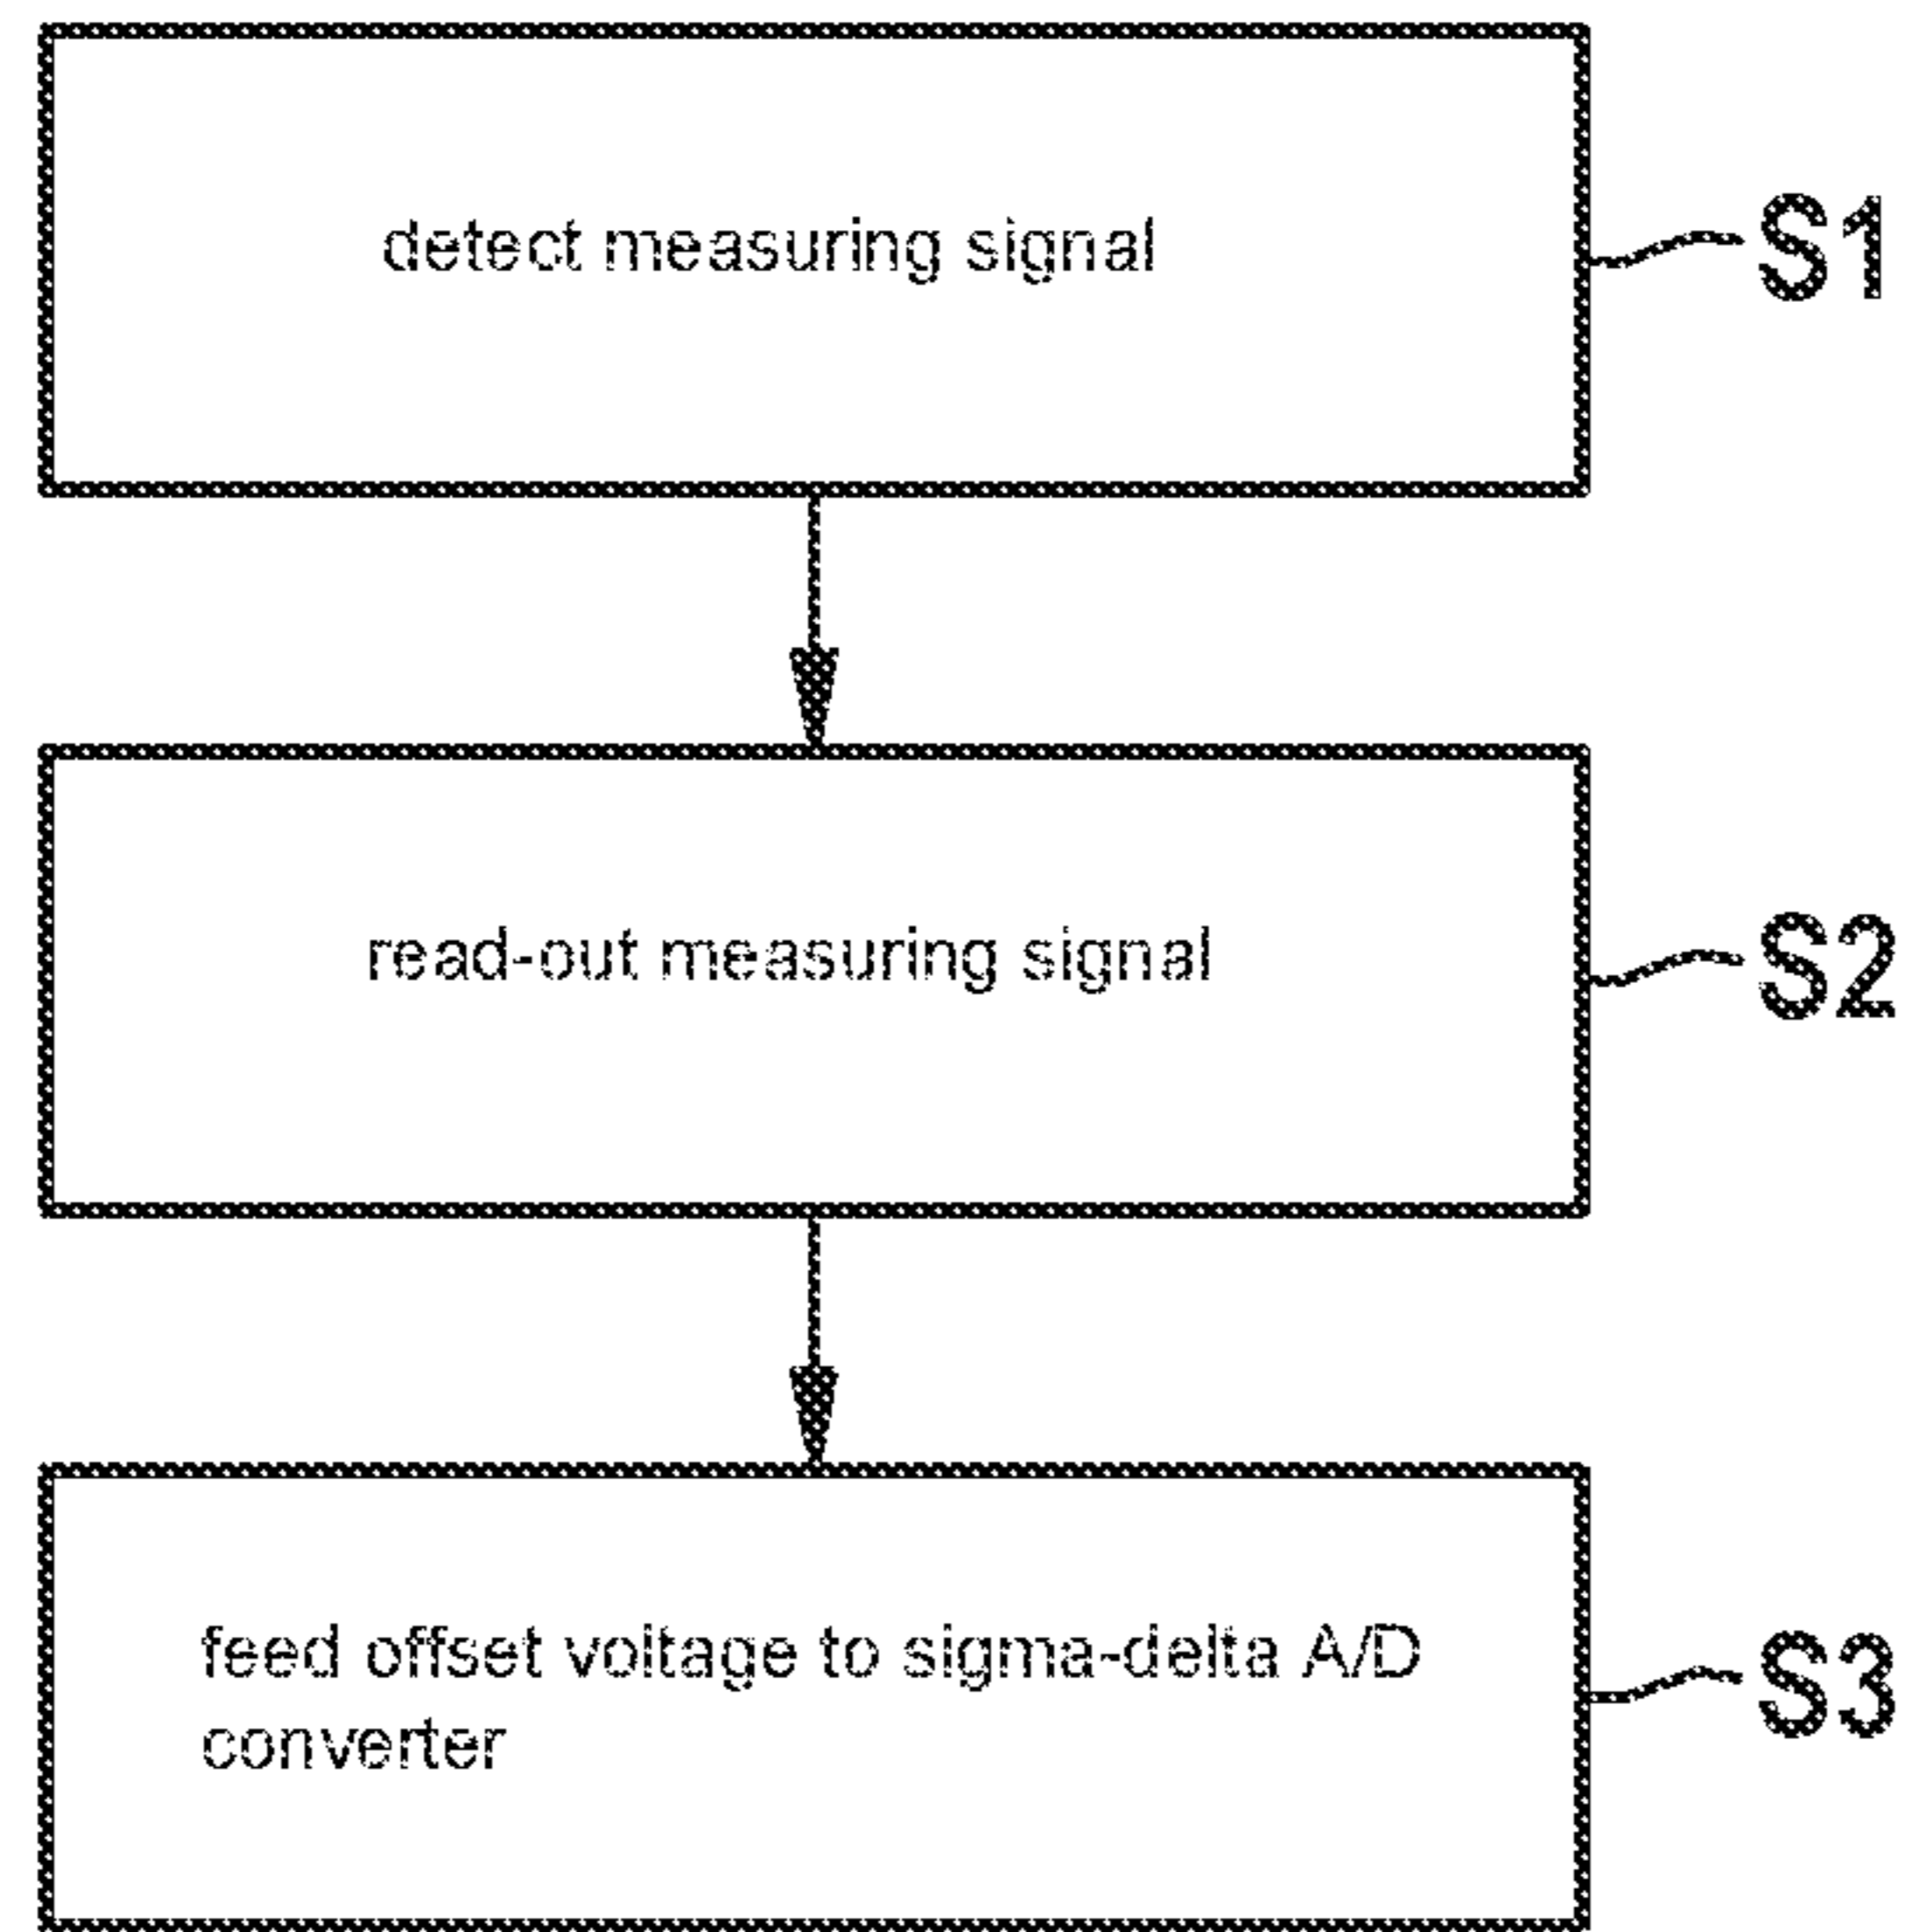 detect measuring signal
S1
read-out measuring signal
S2
feed offset voltage to sigma-delta A/D
converter
S3